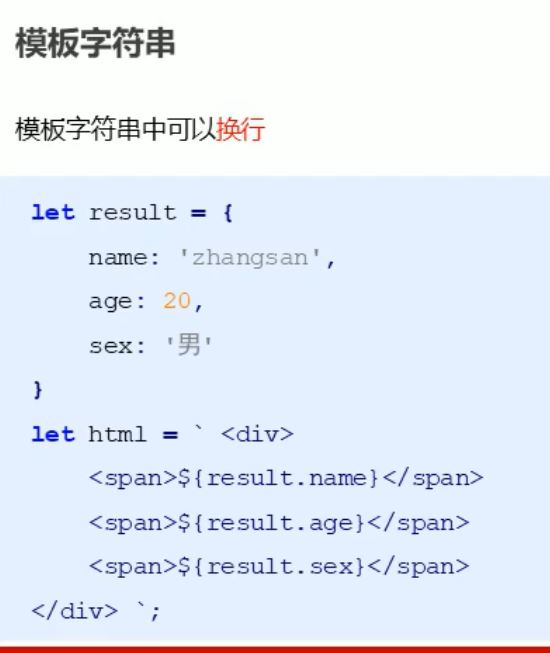 模板字符串
模板字符串中可以换行
let result = {
    name: 'zhangsan',
    age: 20,
    sex: '男'
}
let html = ` <div>
    <span>${result.name}</span>
    <span>${result.age}</span>
    <span>${result.sex}</span>
</div> `;